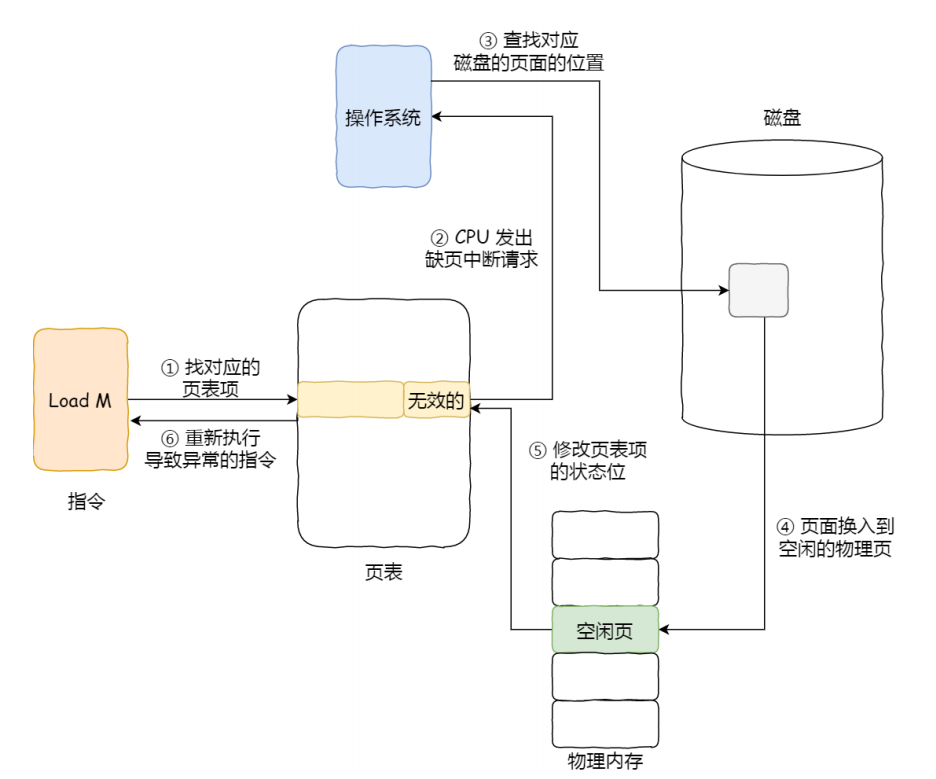 ③ 查找对应
磁盘的页面的位置
操作系统
磁盘
② CPU 发出
缺页中断请求
① 找对应的
页表项
Load M
无效的
⑥ 重新执行
导致异常的指令
⑤ 修改页表项
的状态位
指令
④ 页面换入到
空闲的物理页
页表
空闲页
物理内存